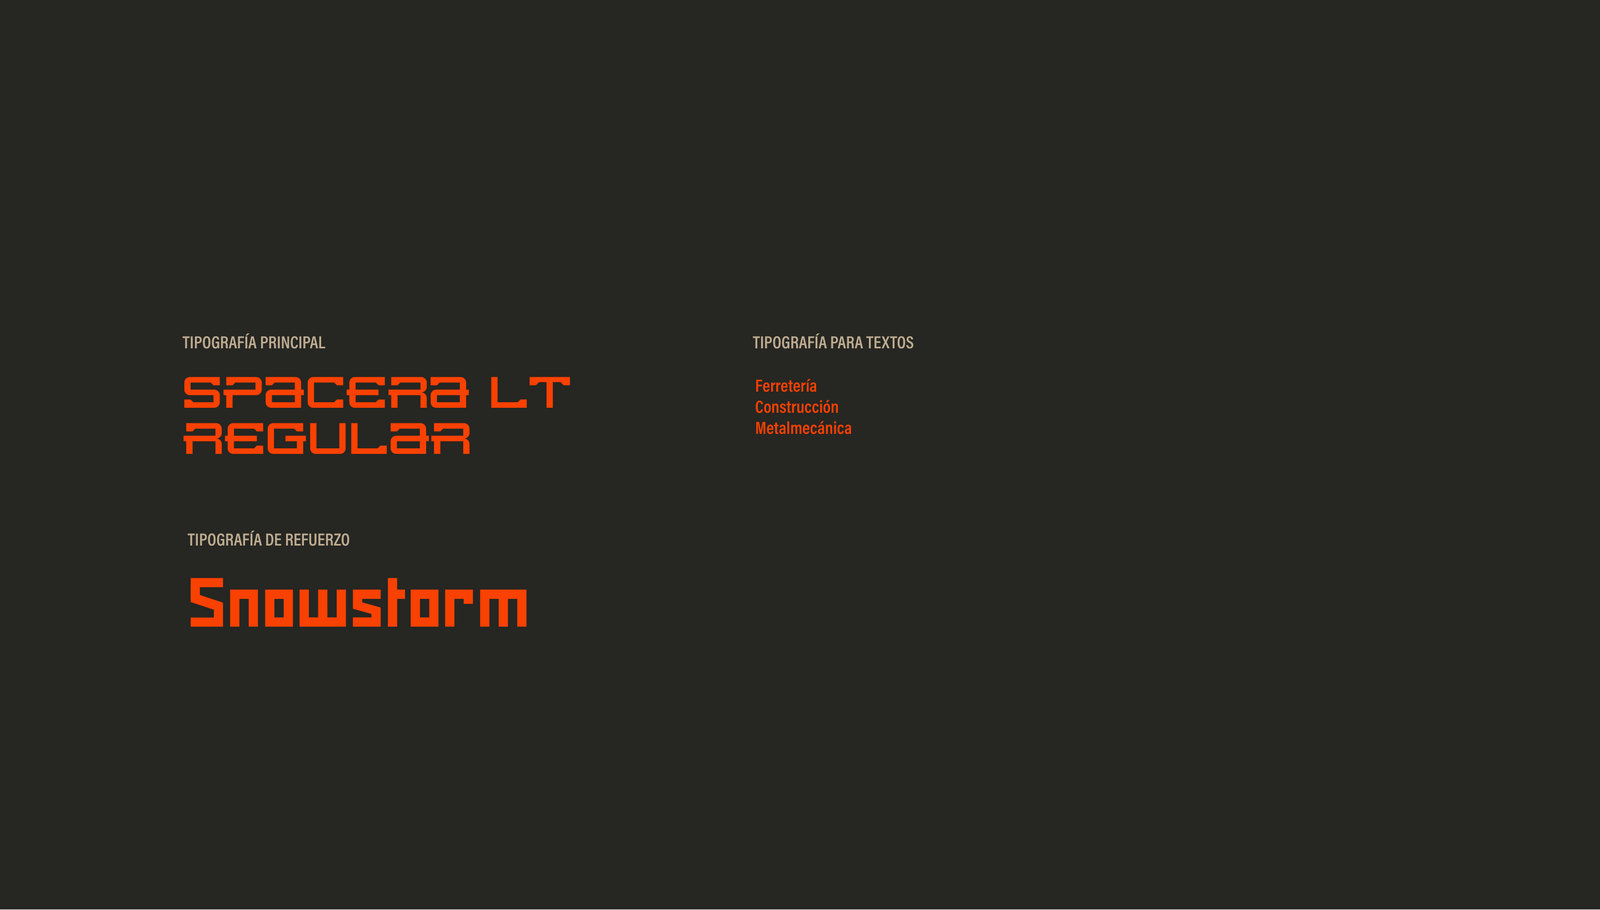 TIPOGRAFÍA PRINCIPAL
SPaCERa LT
REGULaR
TIPOGRAFÍA DE REFUERZO
Snowstorm
TIPOGRAFÍA PARA TEXTOS
Ferretería
Construcción
Metalmecánica